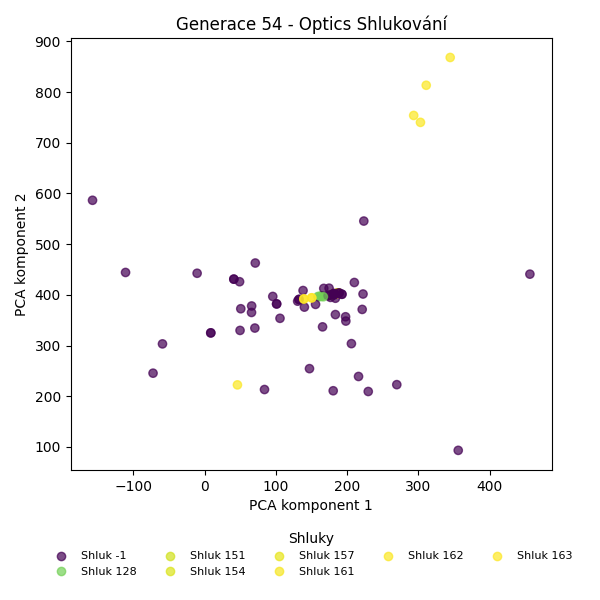 Generace 54 - Optics Shlukování
900
800
700
600
500
400
300
200
100
PCA komponent 2
−100 0 100 200 300 400
PCA komponent 1
Shluky
Shluk -1 Shluk 151 Shluk 157 Shluk 162 Shluk 163
Shluk 128 Shluk 154 Shluk 161